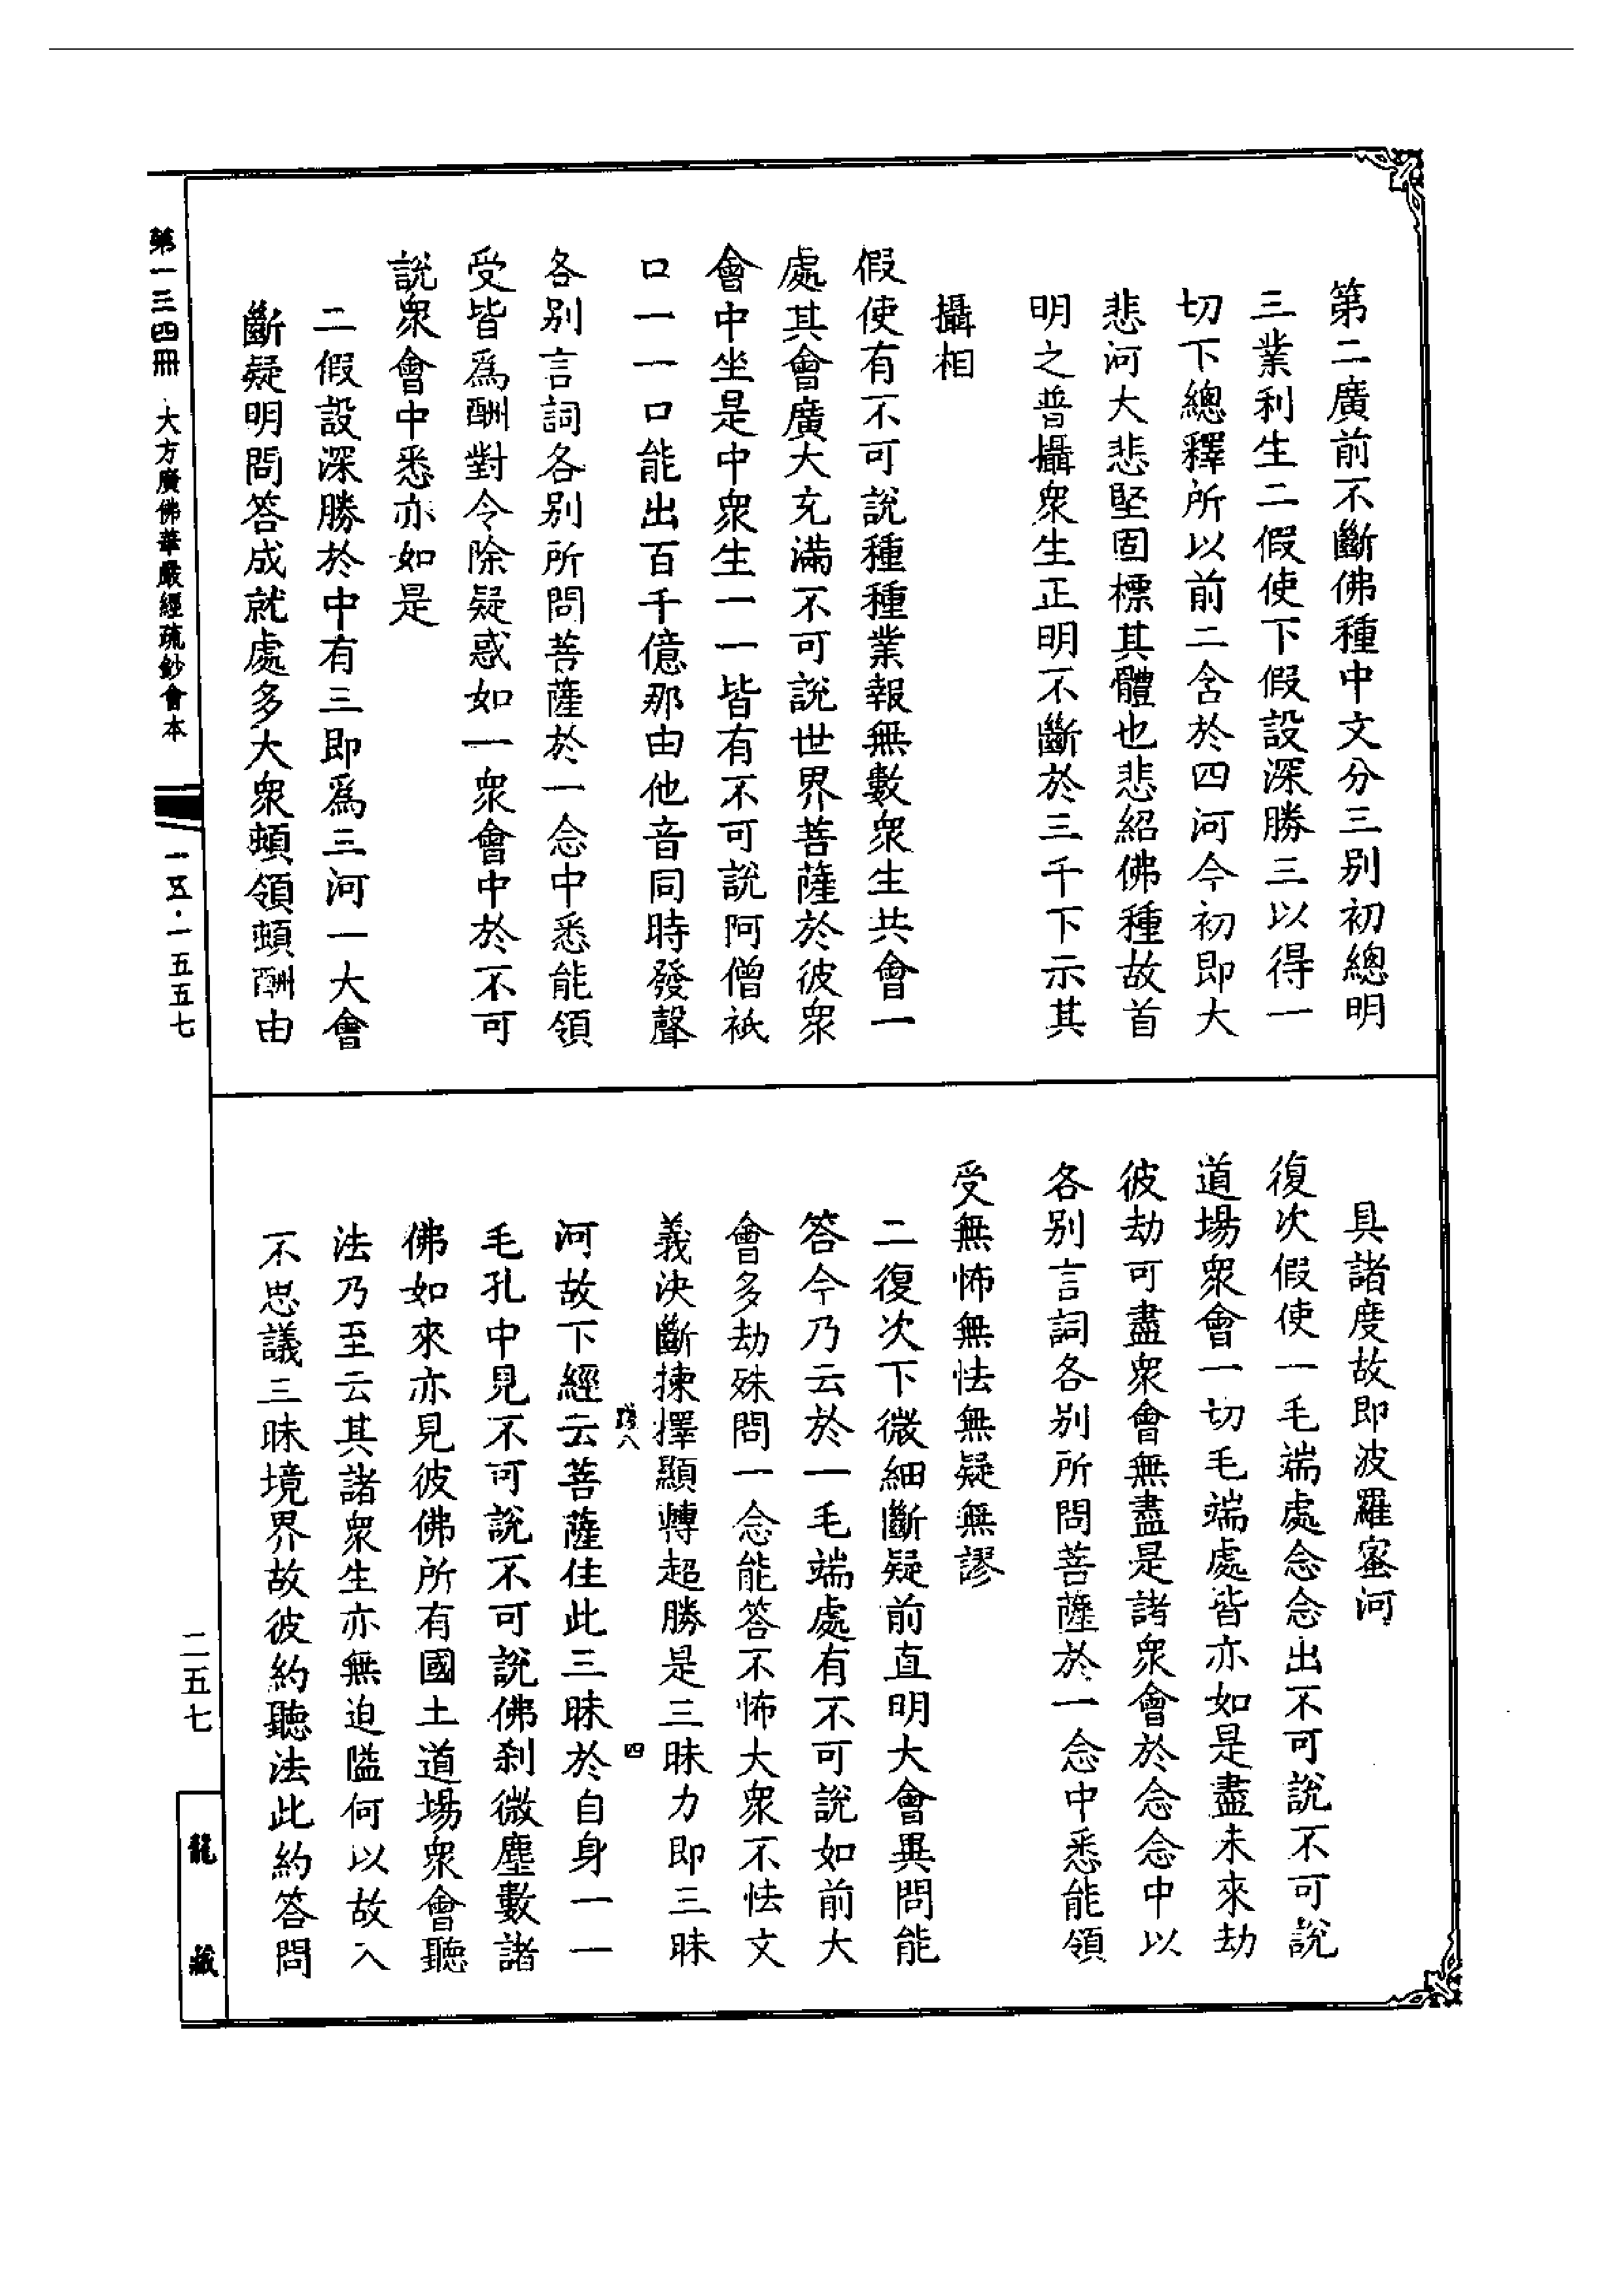 第二廣前不斷佛種中文分三別初總明
三業利生二假使下假設深勝三以得一
切下總釋所以前二含於四河今初即大
悲河大悲堅固標其體也悲紹佛種故首
明之普攝衆生正明不斷於三千下示其
攝相
假使有不可說種種業報無數衆生共會一
處其會廣大充滿不可說世界菩薩於彼衆
會中坐是中衆生一一皆有不可說阿僧祇
口一一口能出百千億那由他音同時發聲
各別言詞各別所問菩薩於一念中悉能領
受皆爲酬對令除疑惑如一衆會中於不可
說衆會中悉亦如是
二假設深勝於中有三即爲三河一大會
斷疑明問答成就處多大衆頓領頓酬由
具諸度故即波羅蜜河
復次假使一毛端處念念出不可說不可說
道場衆會一切毛端處皆亦如是盡未來劫
彼劫可盡衆會無盡是諸衆會於念念中以
各別言詞各別所問菩薩於一念中悉能領
受無怖無怯無疑無謬
二復次下微細斷疑前直明大會異問能
答今乃云於一毛端處有不可說如前大
會多劫殊問一念能答不怖大衆不怯文
義決斷揀擇顯轉超勝是三昧力即三昧
河故下經云菩薩住此三昧於自身一一
毛孔中見不可說不可說佛刹微塵數諸
佛如來亦見彼佛所有國土道場衆會聽
法乃至云其諸衆生亦無迫隘何以故入
不思議三昧境界故彼約聽法此約答問
八
四
第一三四冊 大方廣佛華嚴經疏鈔會本
一五·一五五七
二五七
龍藏